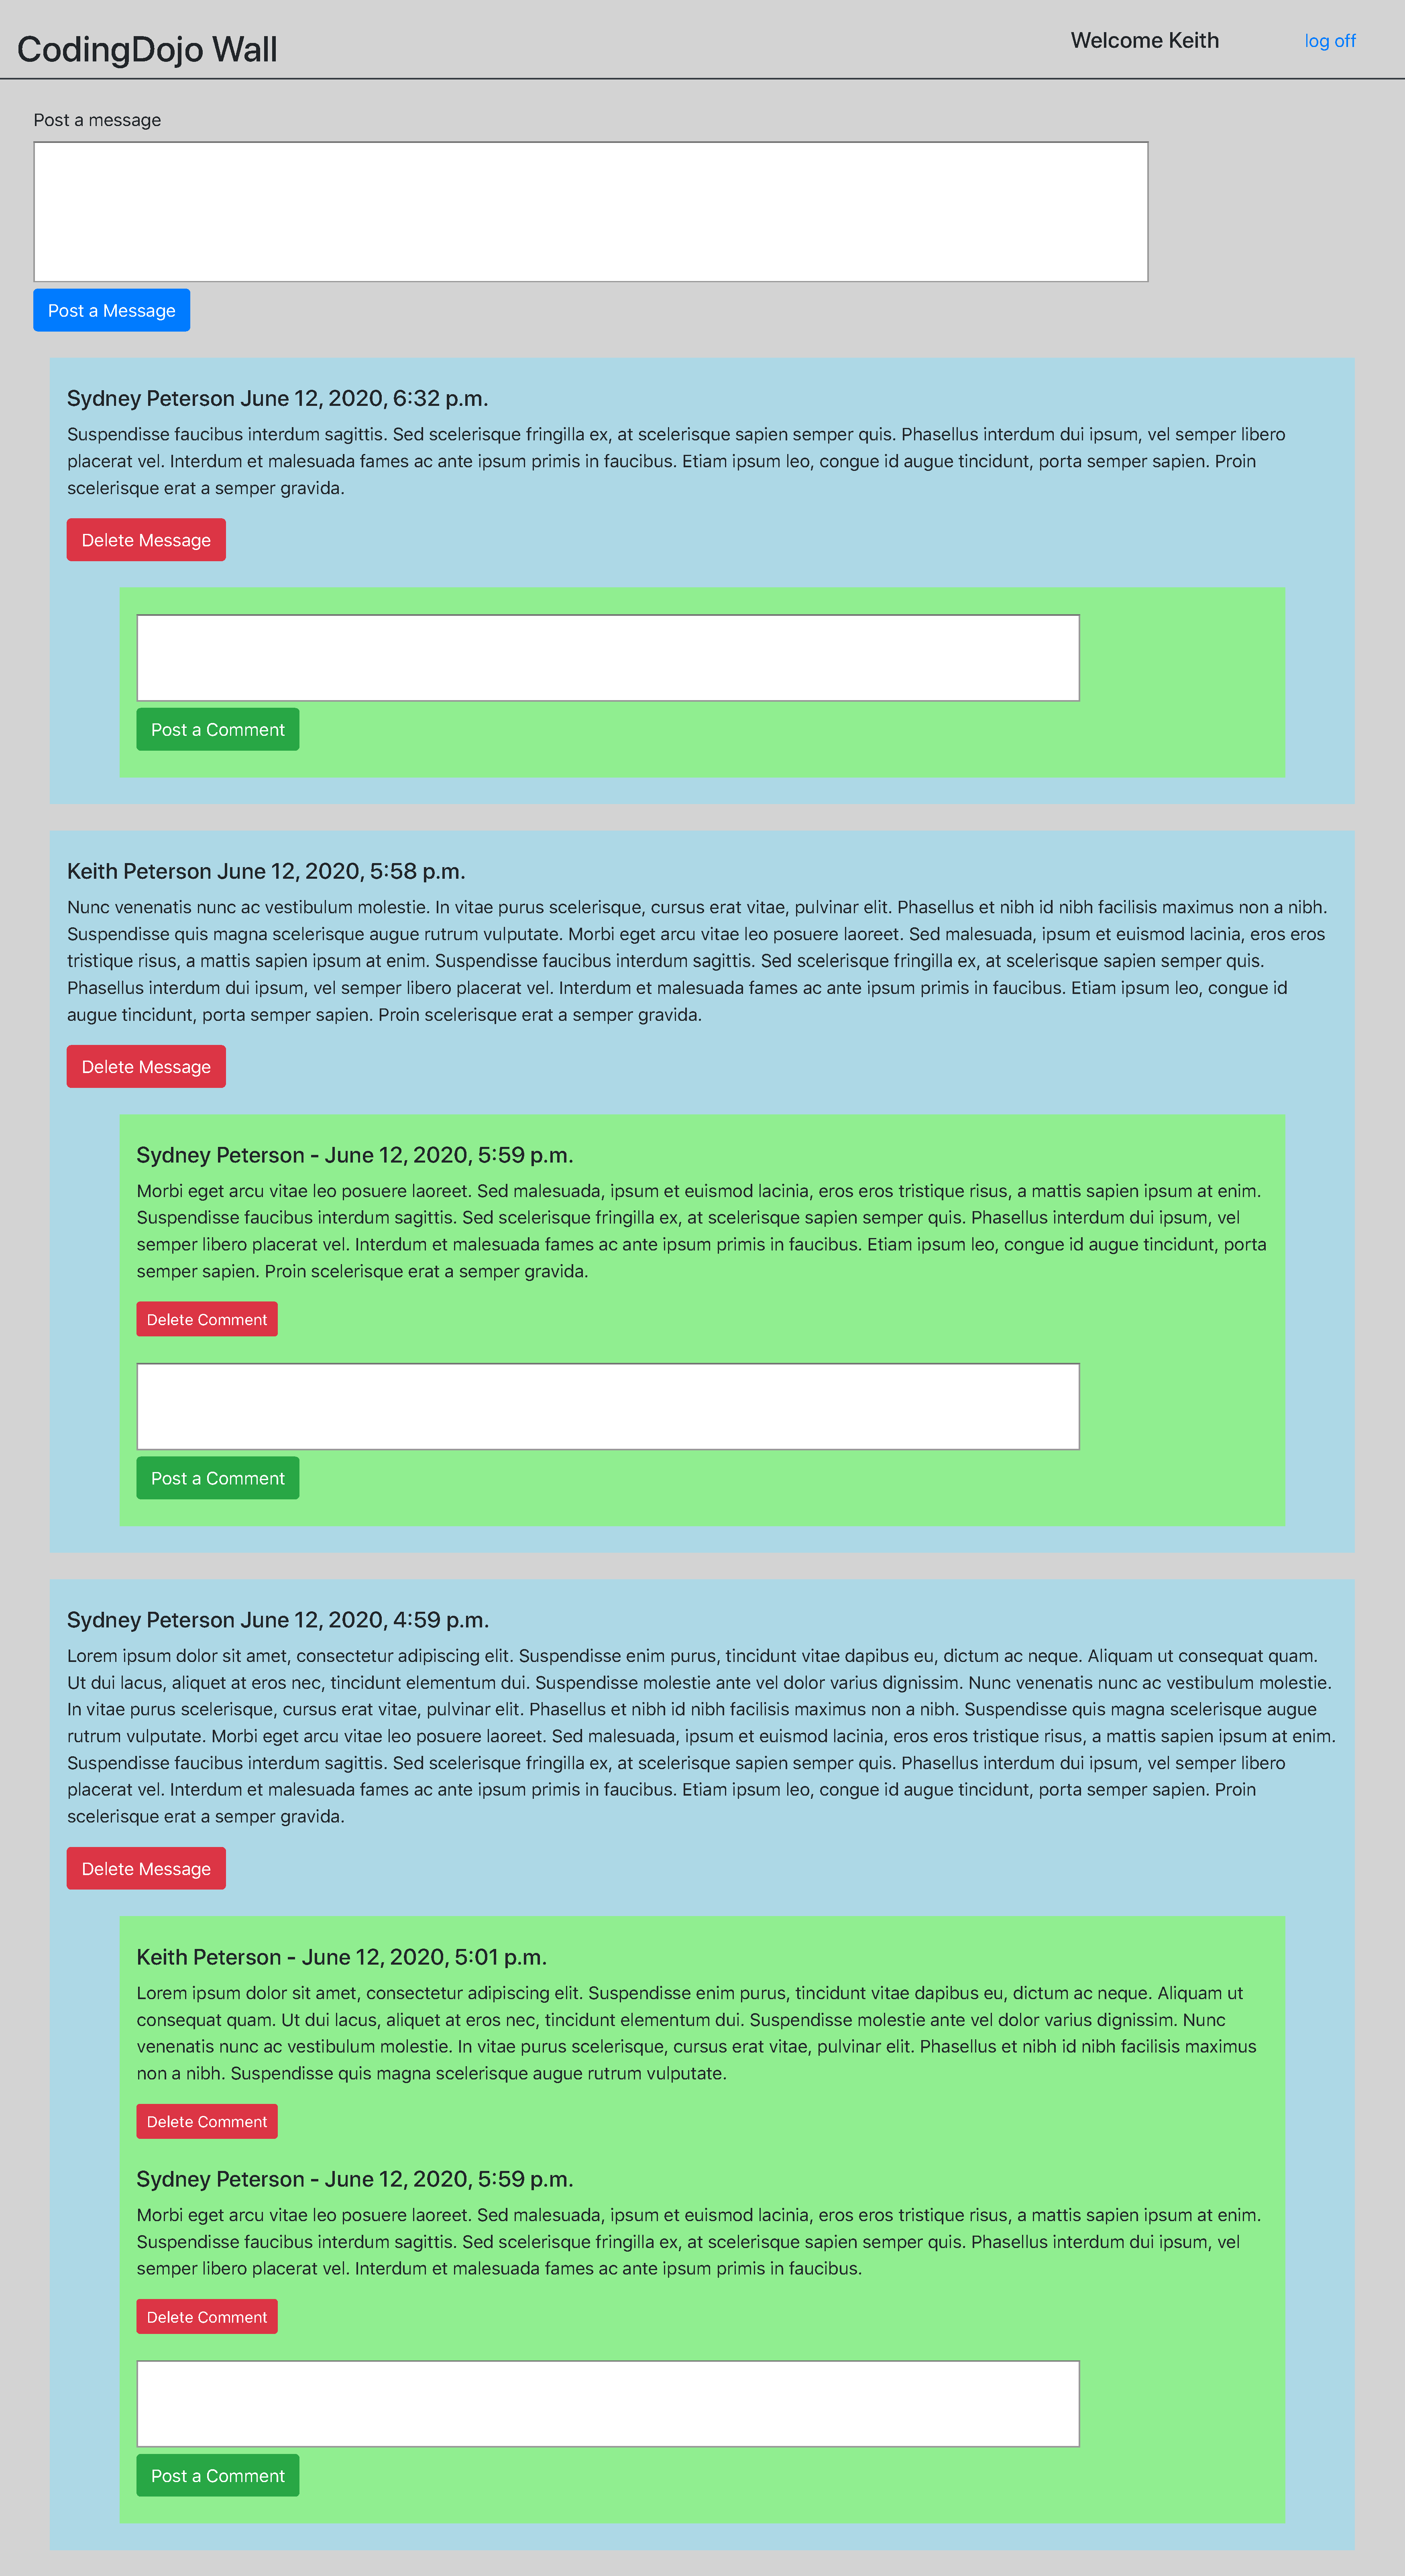 CodingDojo Wall
Welcome Keith
log off
Post a message
Post a Message
Sydney Peterson June 12, 2020, 6:32 p.m.
Suspendisse faucibus interdum sagittis. Sed scelerisque fringilla ex, at scelerisque sapien semper quis. Phasellus interdum dui ipsum, vel semper libero
placerat vel. Interdum et malesuada fames ac ante ipsum primis in faucibus. Etiam ipsum leo, congue id augue tincidunt, porta semper sapien. Proin
scelerisque erat a semper gravida.
Delete Message
Post a Comment
Keith Peterson June 12, 2020, 5:58 p.m.
Nunc venenatis nunc ac vestibulum molestie. In vitae purus scelerisque, cursus erat vitae, pulvinar elit. Phasellus et nibh id nibh facilisis maximus non a nibh.
Suspendisse quis magna scelerisque augue rutrum vulputate. Morbi eget arcu vitae leo posuere laoreet. Sed malesuada, ipsum et euismod lacinia, eros eros
tristique risus, a mattis sapien ipsum at enim. Suspendisse faucibus interdum sagittis. Sed scelerisque fringilla ex, at scelerisque sapien semper quis.
Phasellus interdum dui ipsum, vel semper libero placerat vel. Interdum et malesuada fames ac ante ipsum primis in faucibus. Etiam ipsum leo, congue id
augue tincidunt, porta semper sapien. Proin scelerisque erat a semper gravida.
Delete Message
Sydney Peterson - June 12, 2020, 5:59 p.m.
Morbi eget arcu vitae leo posuere laoreet. Sed malesuada, ipsum et euismod lacinia, eros eros tristique risus, a mattis sapien ipsum at enim.
Suspendisse faucibus interdum sagittis. Sed scelerisque fringilla ex, at scelerisque sapien semper quis. Phasellus interdum dui ipsum, vel
semper libero placerat vel. Interdum et malesuada fames ac ante ipsum primis in faucibus. Etiam ipsum leo, congue id augue tincidunt, porta
semper sapien. Proin scelerisque erat a semper gravida.
Delete Comment
Post a Comment
Sydney Peterson June 12, 2020, 4:59 p.m.
Lorem ipsum dolor sit amet, consectetur adipiscing elit. Suspendisse enim purus, tincidunt vitae dapibus eu, dictum ac neque. Aliquam ut consequat quam.
Ut dui lacus, aliquet at eros nec, tincidunt elementum dui. Suspendisse molestie ante vel dolor varius dignissim. Nunc venenatis nunc ac vestibulum molestie.
In vitae purus scelerisque, cursus erat vitae, pulvinar elit. Phasellus et nibh id nibh facilisis maximus non a nibh. Suspendisse quis magna scelerisque augue
rutrum vulputate. Morbi eget arcu vitae leo posuere laoreet. Sed malesuada, ipsum et euismod lacinia, eros eros tristique risus, a mattis sapien ipsum at enim.
Suspendisse faucibus interdum sagittis. Sed scelerisque fringilla ex, at scelerisque sapien semper quis. Phasellus interdum dui ipsum, vel semper libero
placerat vel. Interdum et malesuada fames ac ante ipsum primis in faucibus. Etiam ipsum leo, congue id augue tincidunt, porta semper sapien. Proin
scelerisque erat a semper gravida.
Delete Message
Keith Peterson - June 12, 2020, 5:01 p.m.
Lorem ipsum dolor sit amet, consectetur adipiscing elit. Suspendisse enim purus, tincidunt vitae dapibus eu, dictum ac neque. Aliquam ut
consequat quam. Ut dui lacus, aliquet at eros nec, tincidunt elementum dui. Suspendisse molestie ante vel dolor varius dignissim. Nunc
venenatis nunc ac vestibulum molestie. In vitae purus scelerisque, cursus erat vitae, pulvinar elit. Phasellus et nibh id nibh facilisis maximus
non a nibh. Suspendisse quis magna scelerisque augue rutrum vulputate.
Delete Comment
Sydney Peterson - June 12, 2020, 5:59 p.m.
Morbi eget arcu vitae leo posuere laoreet. Sed malesuada, ipsum et euismod lacinia, eros eros tristique risus, a mattis sapien ipsum at enim.
Suspendisse faucibus interdum sagittis. Sed scelerisque fringilla ex, at scelerisque sapien semper quis. Phasellus interdum dui ipsum, vel
semper libero placerat vel. Interdum et malesuada fames ac ante ipsum primis in faucibus.
Delete Comment
Post a Comment